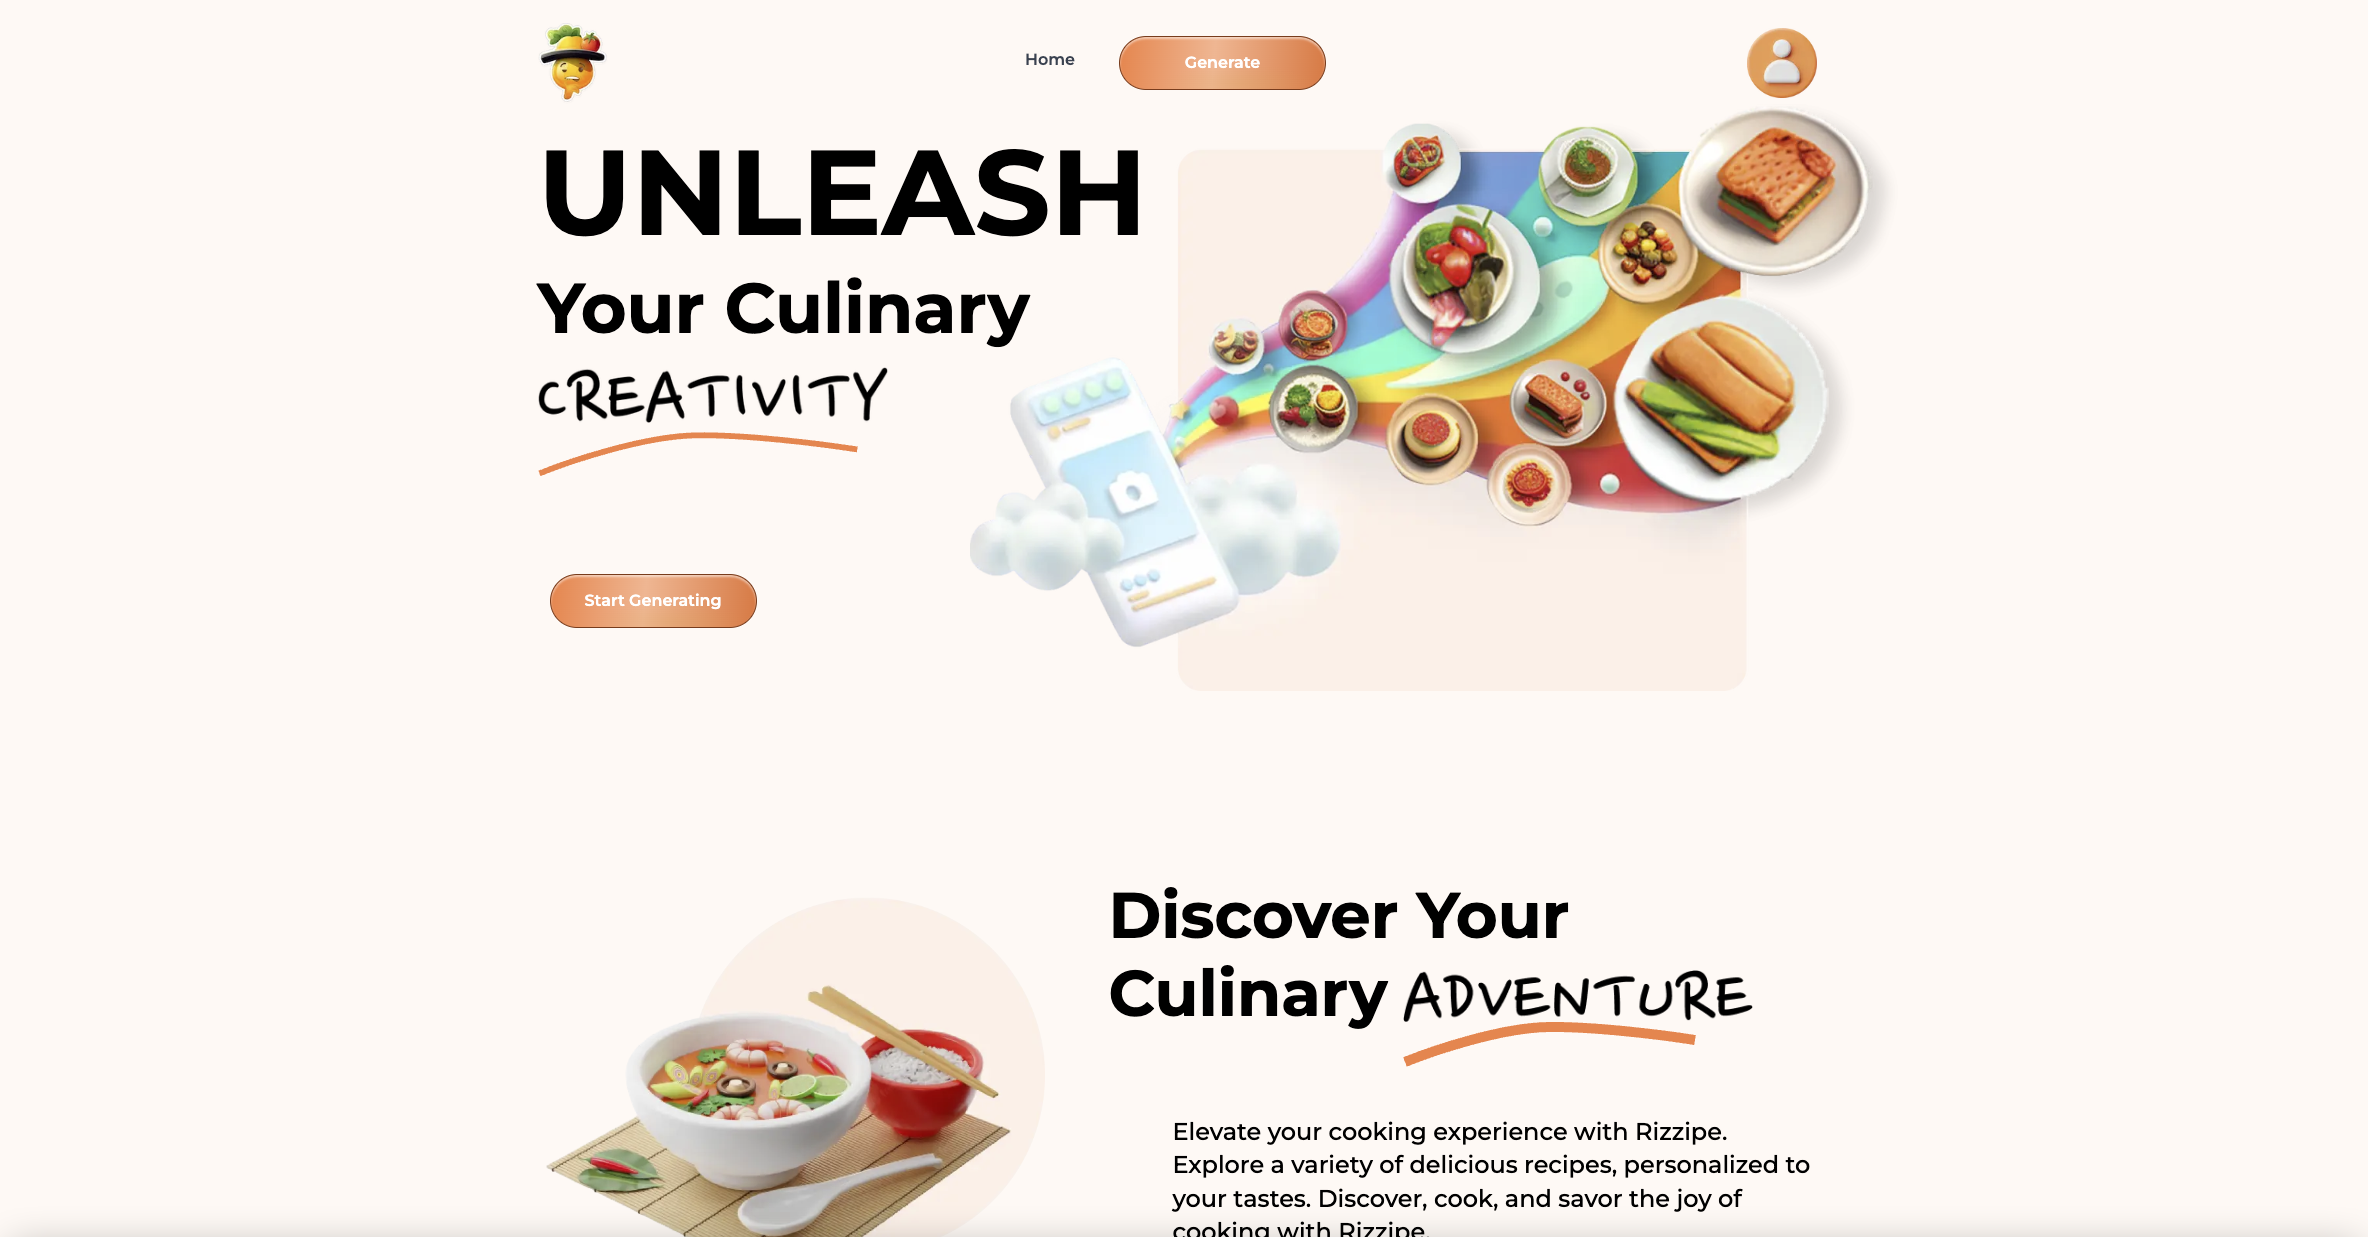 Home
Generate
UNLEASH
Your Culinary
cREATIVITY
Start Generating
Discover Your
Culinary ADVENTURE
Elevate your cooking experience with Rizzipe.
Explore a variety of delicious recipes, personalized to
your tastes. Discover, cook, and savor the joy of
cooking with Rizzipe.